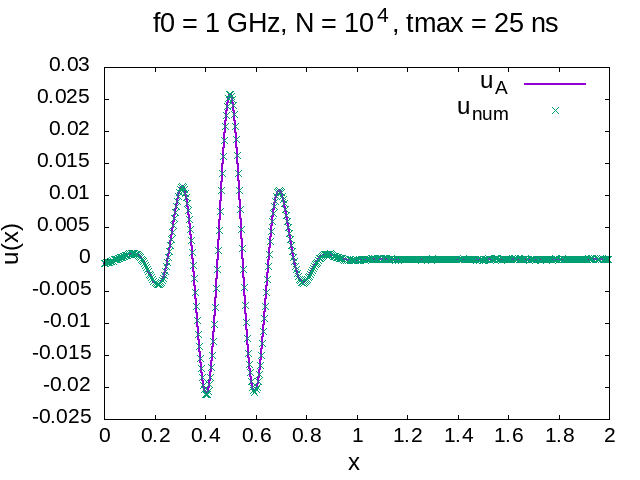 f0 = 1 GHz, N = 10⁴, tmax = 25 ns
0.03
0.025
0.02
0.015
0.01
0.005
0
-0.005
-0.01
-0.015
-0.02
-0.025
u(x)
u_A
u_num
0 0.2 0.4 0.6 0.8 1 1.2 1.4 1.6 1.8 2
x